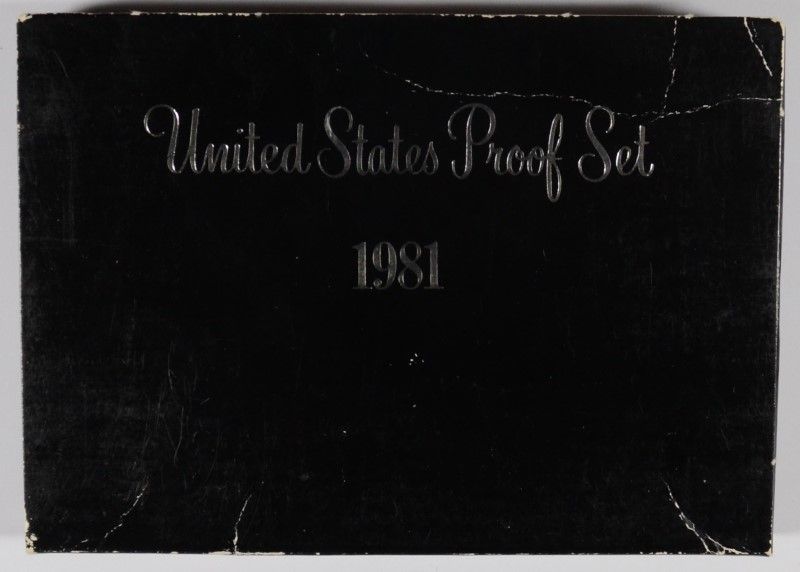 United States Proof Set
1981